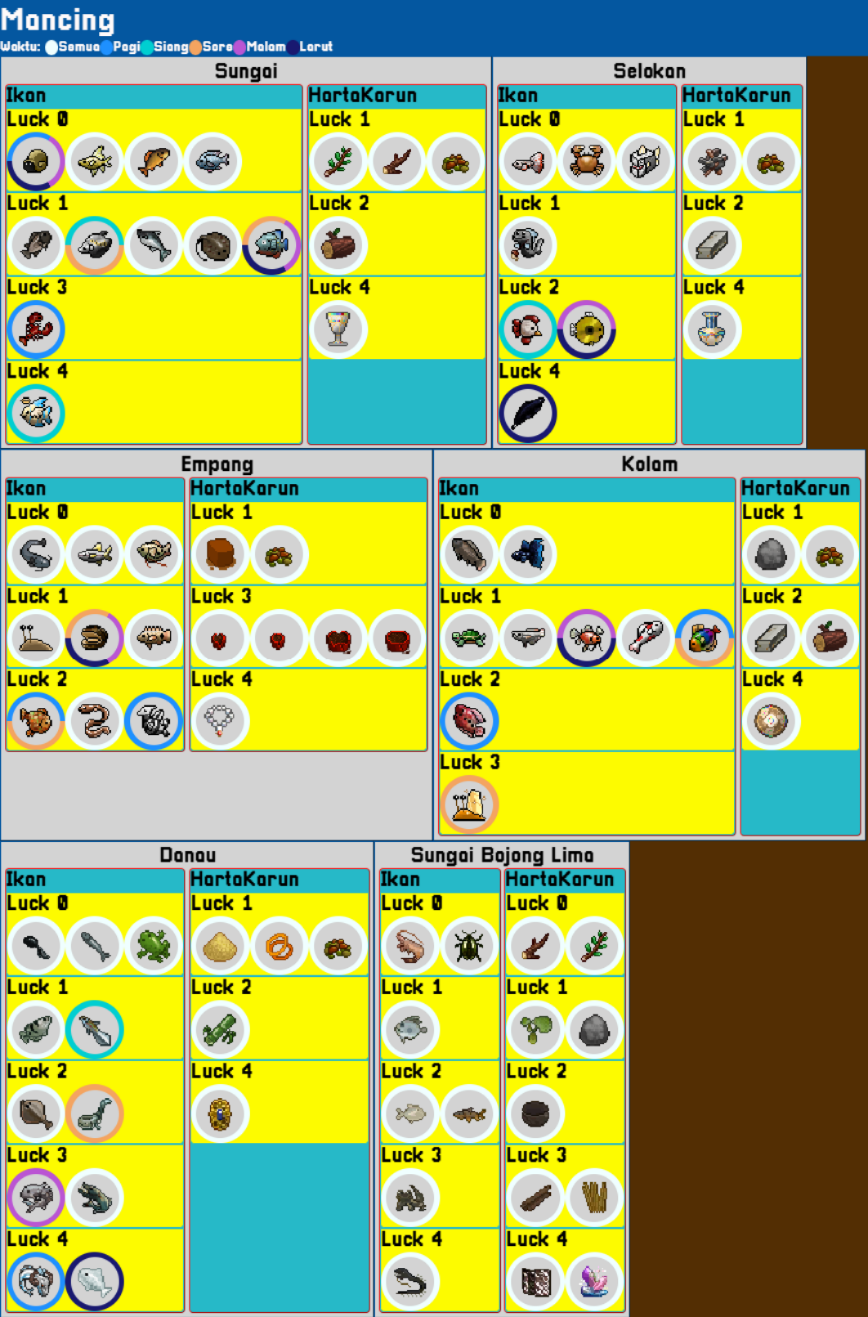 Mancing
Waktu: Semua Pagi Siang Sore Malam Larut
Sungai
Ikan
Luck 0
Luck 1
Luck 3
Luck 4
HartaKarun
Luck 1
Luck 2
Luck 4
Selokan
Ikan
Luck 0
Luck 1
Luck 2
Luck 4
HartaKarun
Luck 1
Luck 2
Luck 4
Empang
Ikan
Luck 0
Luck 1
Luck 2
HartaKarun
Luck 1
Luck 3
Luck 4
Kolam
Ikan
Luck 0
Luck 1
Luck 2
Luck 3
HartaKarun
Luck 1
Luck 2
Luck 4
Danau
Ikan
Luck 0
Luck 1
Luck 2
Luck 3
Luck 4
HartaKarun
Luck 1
Luck 2
Luck 4
Sungai Bojong Lima
Ikan
Luck 0
Luck 1
Luck 2
Luck 3
Luck 4
HartaKarun
Luck 0
Luck 1
Luck 2
Luck 3
Luck 4